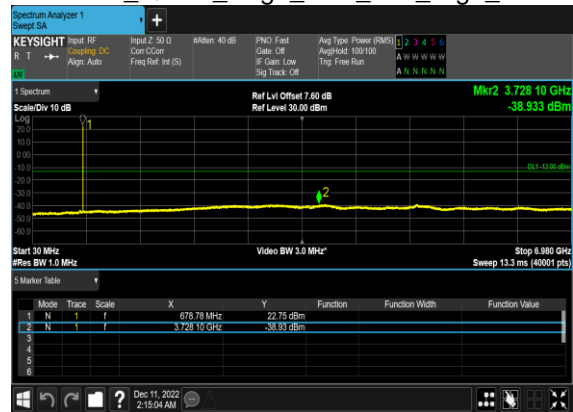 Spectrum Analyzer 1
Swept SA
+
KEYSIGHT
R T
LW
Input: RF
Coupling: DC
Align: Auto
Input Z: 50 Ω
Corr CCorr
Freq Ref: Int (S)
#Atten: 40 dB
PNO: Fast
Gate: Off
IF Gain: Low
Sig Track: Off
Avg Type: Power (RMS)
Avg|Hold: 100/100
Trig: Free Run
1 2 3 4 5 6
A W W W W W
A N N N N N
1 Spectrum
Scale/Div 10 dB
Ref Lvl Offset 7.60 dB
Ref Level 30.00 dBm
Mkr2 3.728 10 GHz
-38.933 dBm
Log
1
20.0
10.0
0.00
-10.0
DL1 -13.00 dBm
-20.0
-30.0
2
-40.0
-50.0
-60.0
Start 30 MHz
#Res BW 1.0 MHz
Video BW 3.0 MHz*
Stop 6.980 GHz
Sweep 13.3 ms (40001 pts)
5 Marker Table
Mode Trace Scale X Y Function Function Width Function Value
1 N 1 f 678.78 MHz 22.75 dBm
2 N 1 f 3.728 10 GHz -38.93 dBm
3
4
5
6
?
Dec 11, 2022
2:15:04 AM